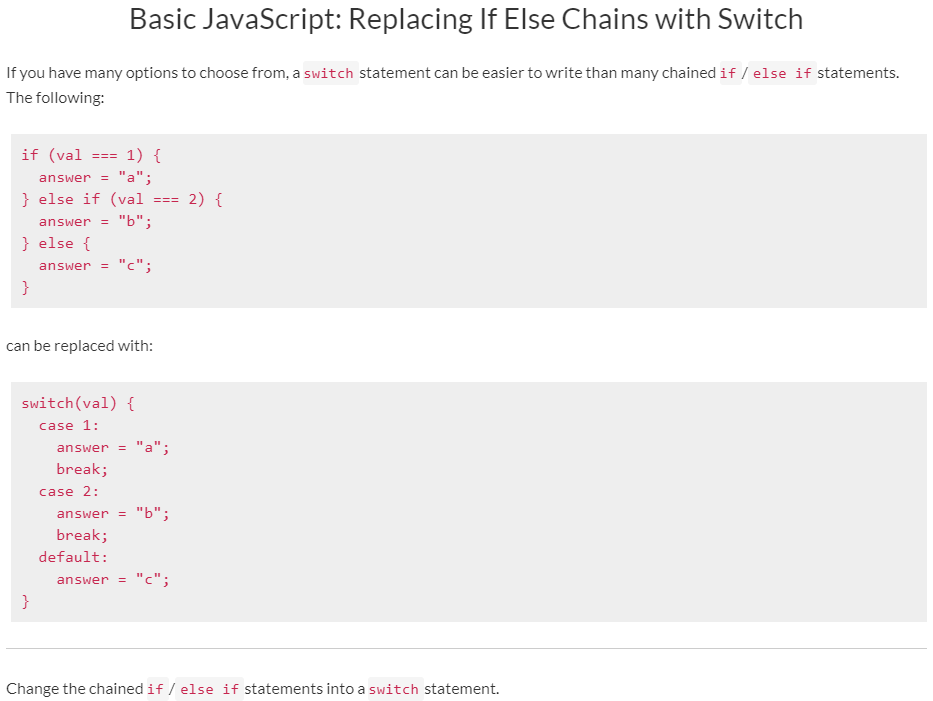 Basic JavaScript: Replacing If Else Chains with Switch
If you have many options to choose from, a switch statement can be easier to write than many chained if / else if statements.
The following:
if (val === 1) {
  answer = "a";
} else if (val === 2) {
  answer = "b";
} else {
  answer = "c";
}
can be replaced with:
switch(val) {
  case 1:
    answer = "a";
    break;
  case 2:
    answer = "b";
    break;
  default:
    answer = "c";
}
Change the chained if / else if statements into a switch statement.